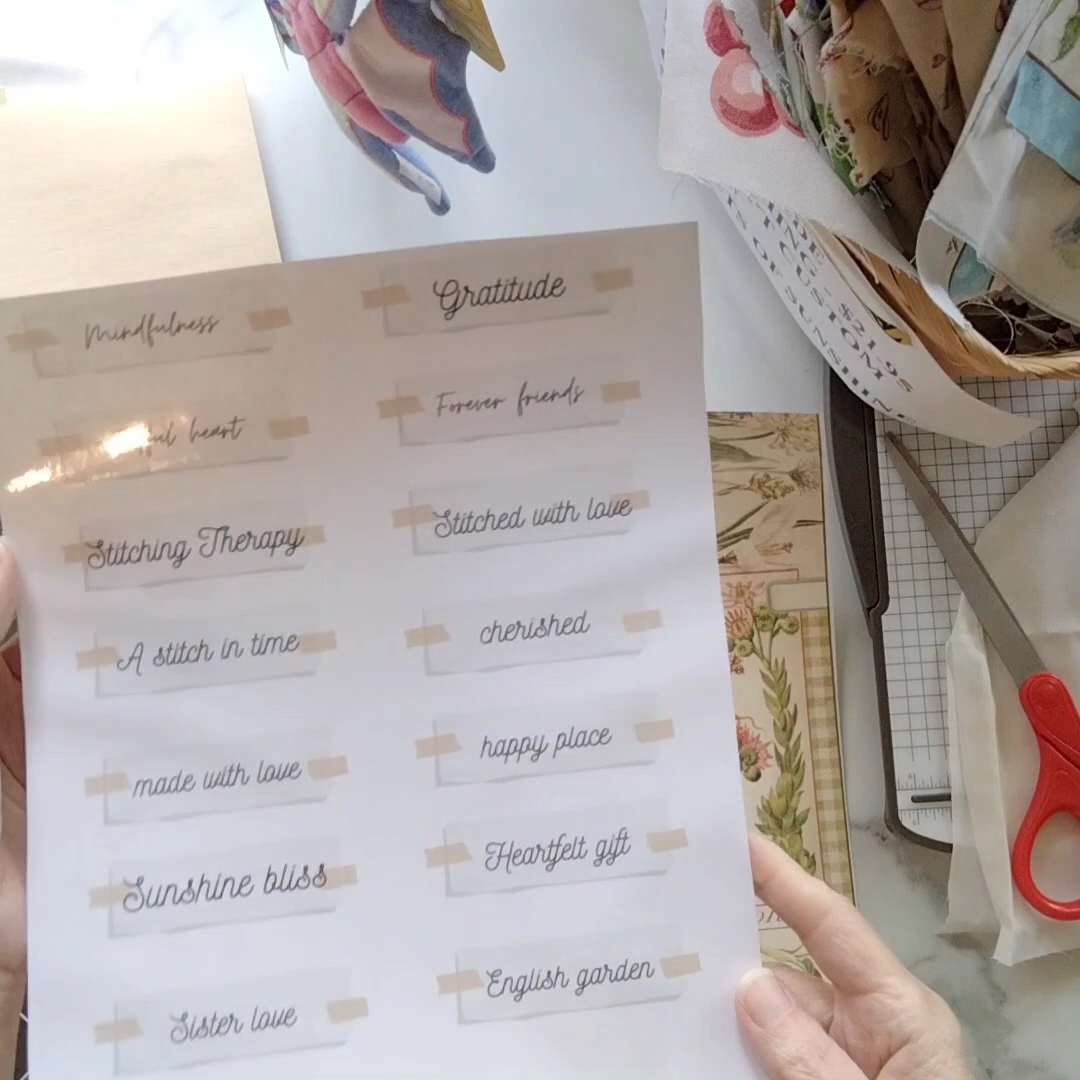 Mindfulness
heart
Stitching Therapy
A stitch in time
made with love
Sunshine bliss
Sister love
Gratitude
Forever friends
Stitched with love
cherished
happy place
Heartfelt gift
English garden